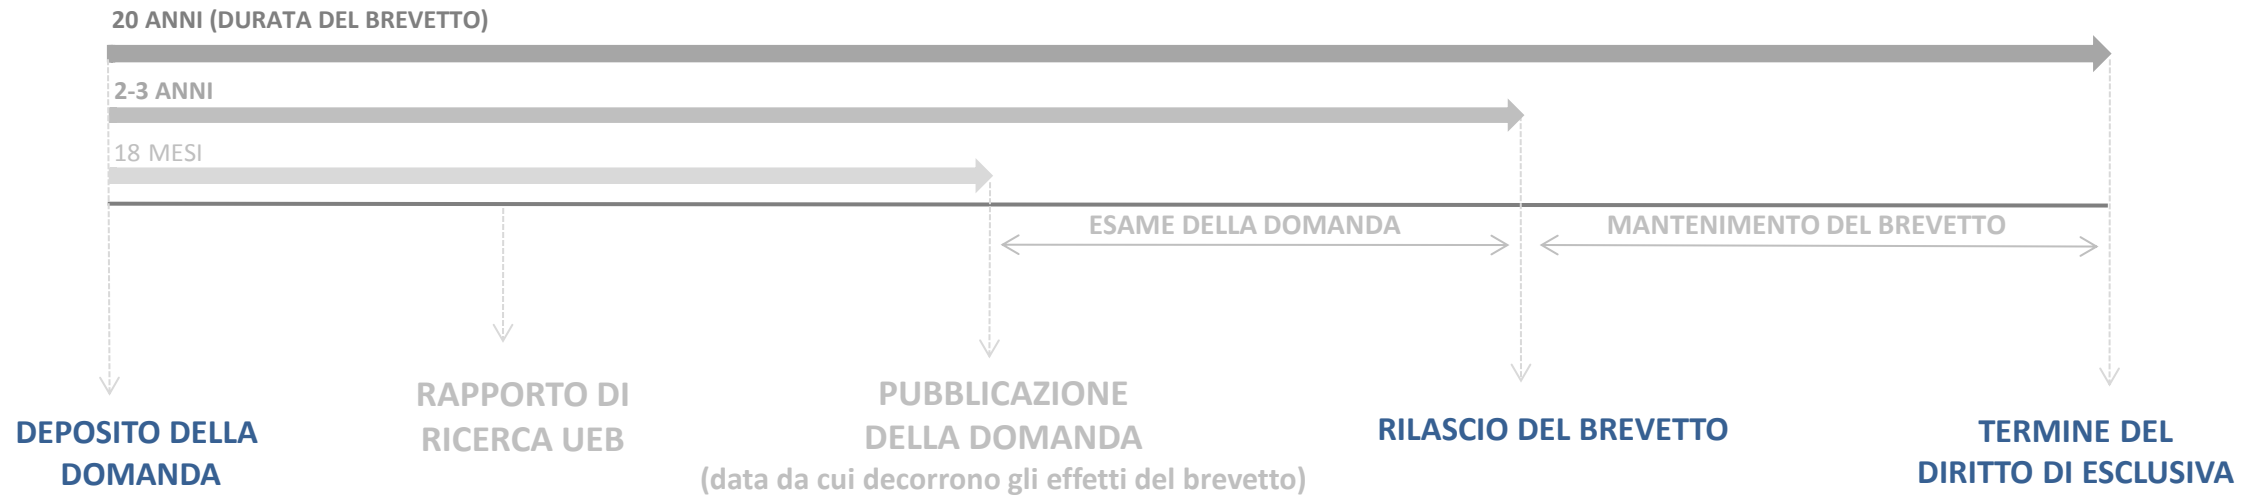 20 ANNI (DURATA DEL BREVETTO)
2-3 ANNI
18 MESI
ESAME DELLA DOMANDA
MANTENIMENTO DEL BREVETTO
DEPOSITO DELLA
DOMANDA
RAPPORTO DI
RICERCA UEB
PUBBLICAZIONE
DELLA DOMANDA
(data da cui decorrono gli effetti del brevetto)
RILASCIO DEL BREVETTO
TERMINE DEL
DIRITTO DI ESCLUSIVA